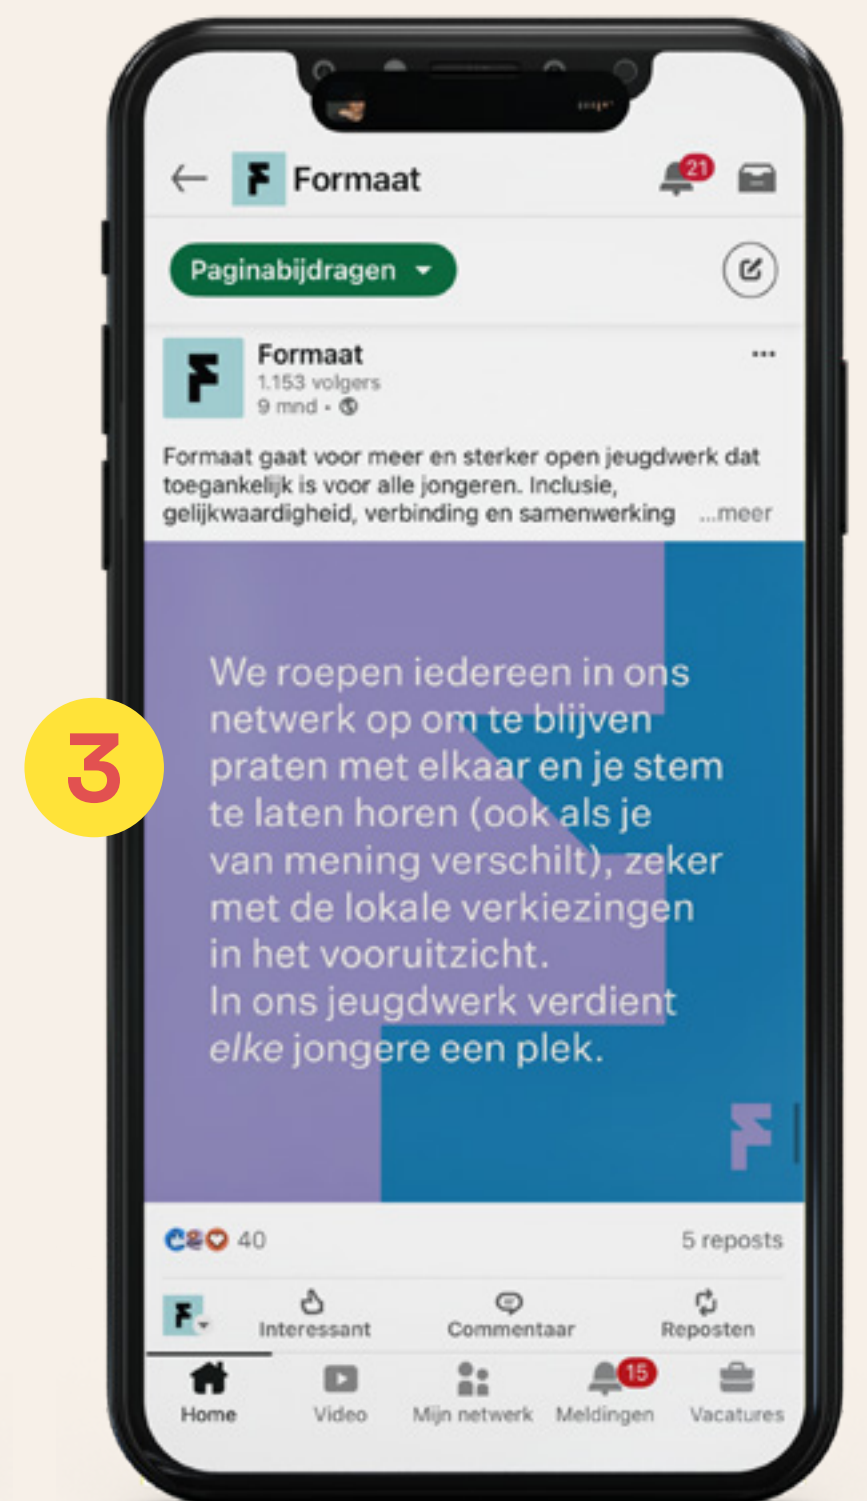 Formaat
21
Paginabijdragen
Formaat
1.153 volgers
9 mnd •
Formaat gaat voor meer en sterker open jeugdwerk dat
toegankelijk is voor alle jongeren. Inclusie,
gelijkwaardigheid, verbinding en samenwerking ...meer
3
We roepen iedereen in ons
netwerk op om te blijven
praten met elkaar en je stem
te laten horen (ook als je
van mening verschilt), zeker
met de lokale verkiezingen
in het vooruitzicht.
In ons jeugdwerk verdient
elke jongere een plek.
40
5 reposts
Interessant
Commentaar
Reposten
15
Home
Video
Mijn netwerk
Meldingen
Vacatures